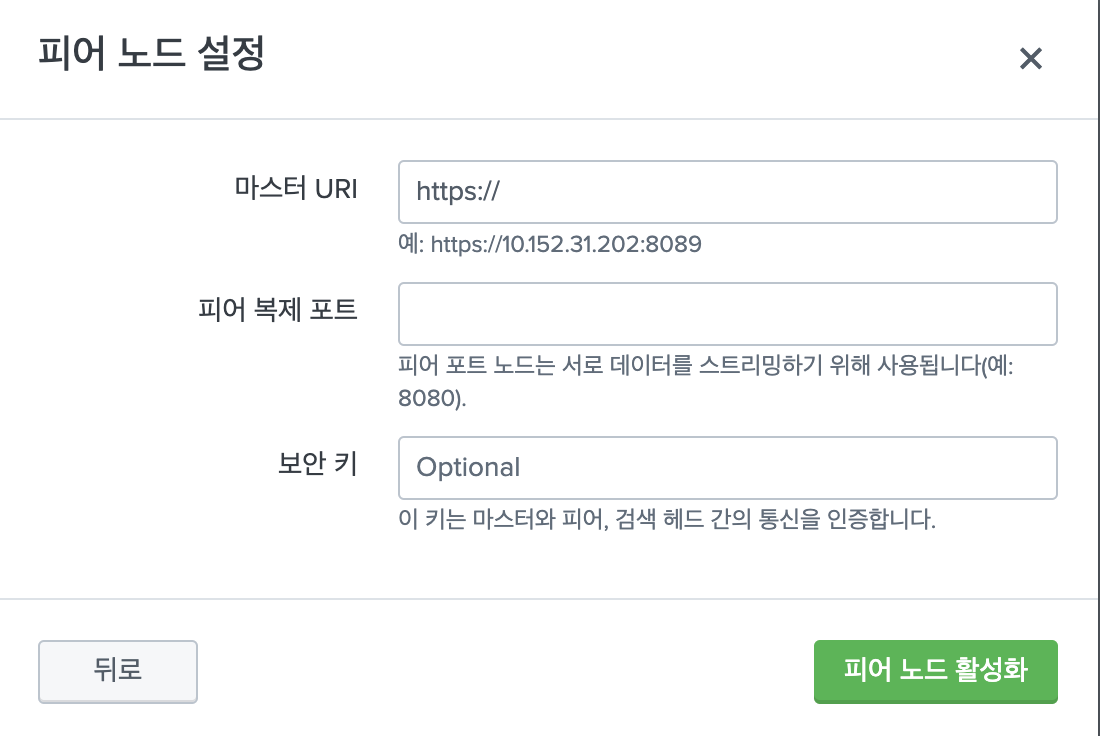 피어 노드 설정
마스터 URI
https://
예: https://10.152.31.202:8089
피어 복제 포트
피어 포트 노드는 서로 데이터를 스트리밍하기 위해 사용됩니다(예:
8080).
보안 키
Optional
이 키는 마스터와 피어, 검색 헤드 간의 통신을 인증합니다.
뒤로
피어 노드 활성화